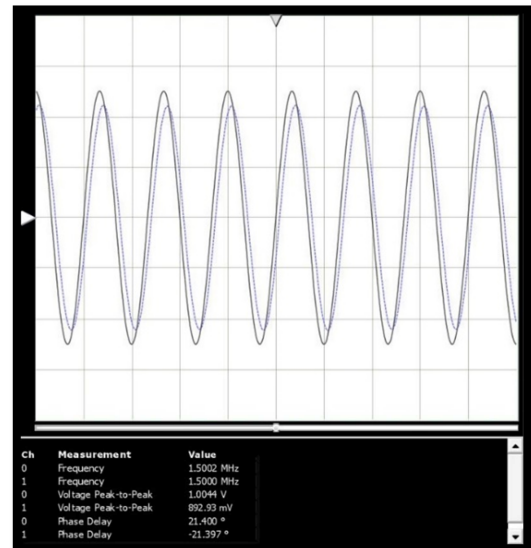 Ch Measurement Value
0 Frequency 1.5002 MHz
1 Frequency 1.5000 MHz
0 Voltage Peak-to-Peak 1.0044 V
1 Voltage Peak-to-Peak 892.93 mV
0 Phase Delay 21.400 °
1 Phase Delay -21.397 °